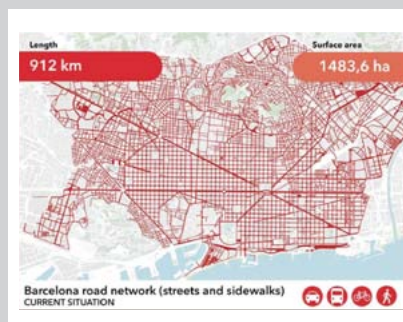 Length
Surface area
912 km
1483,6 ha
Barcelona road network (streets and sidewalks)
CURRENT SITUATION